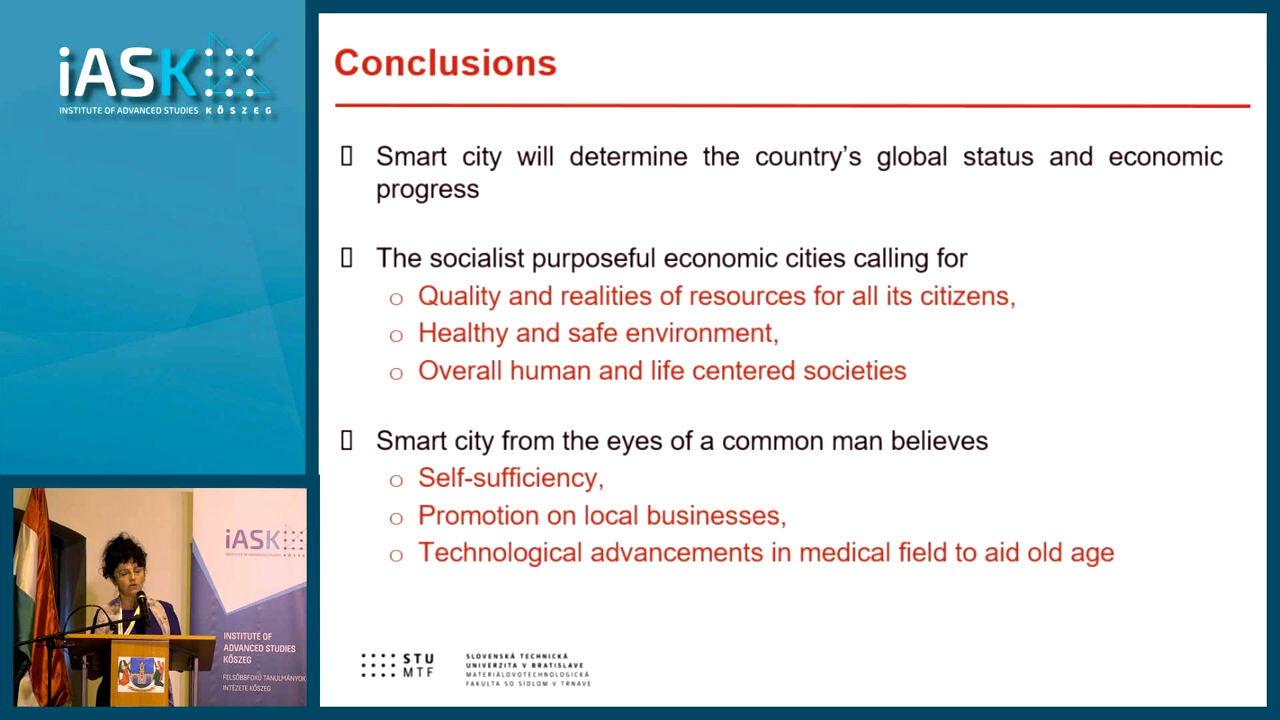 iASK
INSTITUTE OF ADVANCED STUDIES KŐSZEG
Conclusions
Smart city will determine the country’s global status and economic
progress
The socialist purposeful economic cities calling for
o Quality and realities of resources for all its citizens,
o Healthy and safe environment,
o Overall human and life centered societies
Smart city from the eyes of a common man believes
o Self-sufficiency,
o Promotion on local businesses,
o Technological advancements in medical field to aid old age
STU
MTF
SLOVENSKÁ TECHNICKÁ
UNIVERZITA V BRATISLAVE
MATERIÁLOVOTECHNOLOGICKÁ
FAKULTA SO SÍDLOM V TRNAVE
iASK
INSTITUTE OF
ADVANCED STUDIES
KŐSZEG
FELSŐBBFOKÚ TANULMÁNYOK
INTÉZETE KŐSZEG